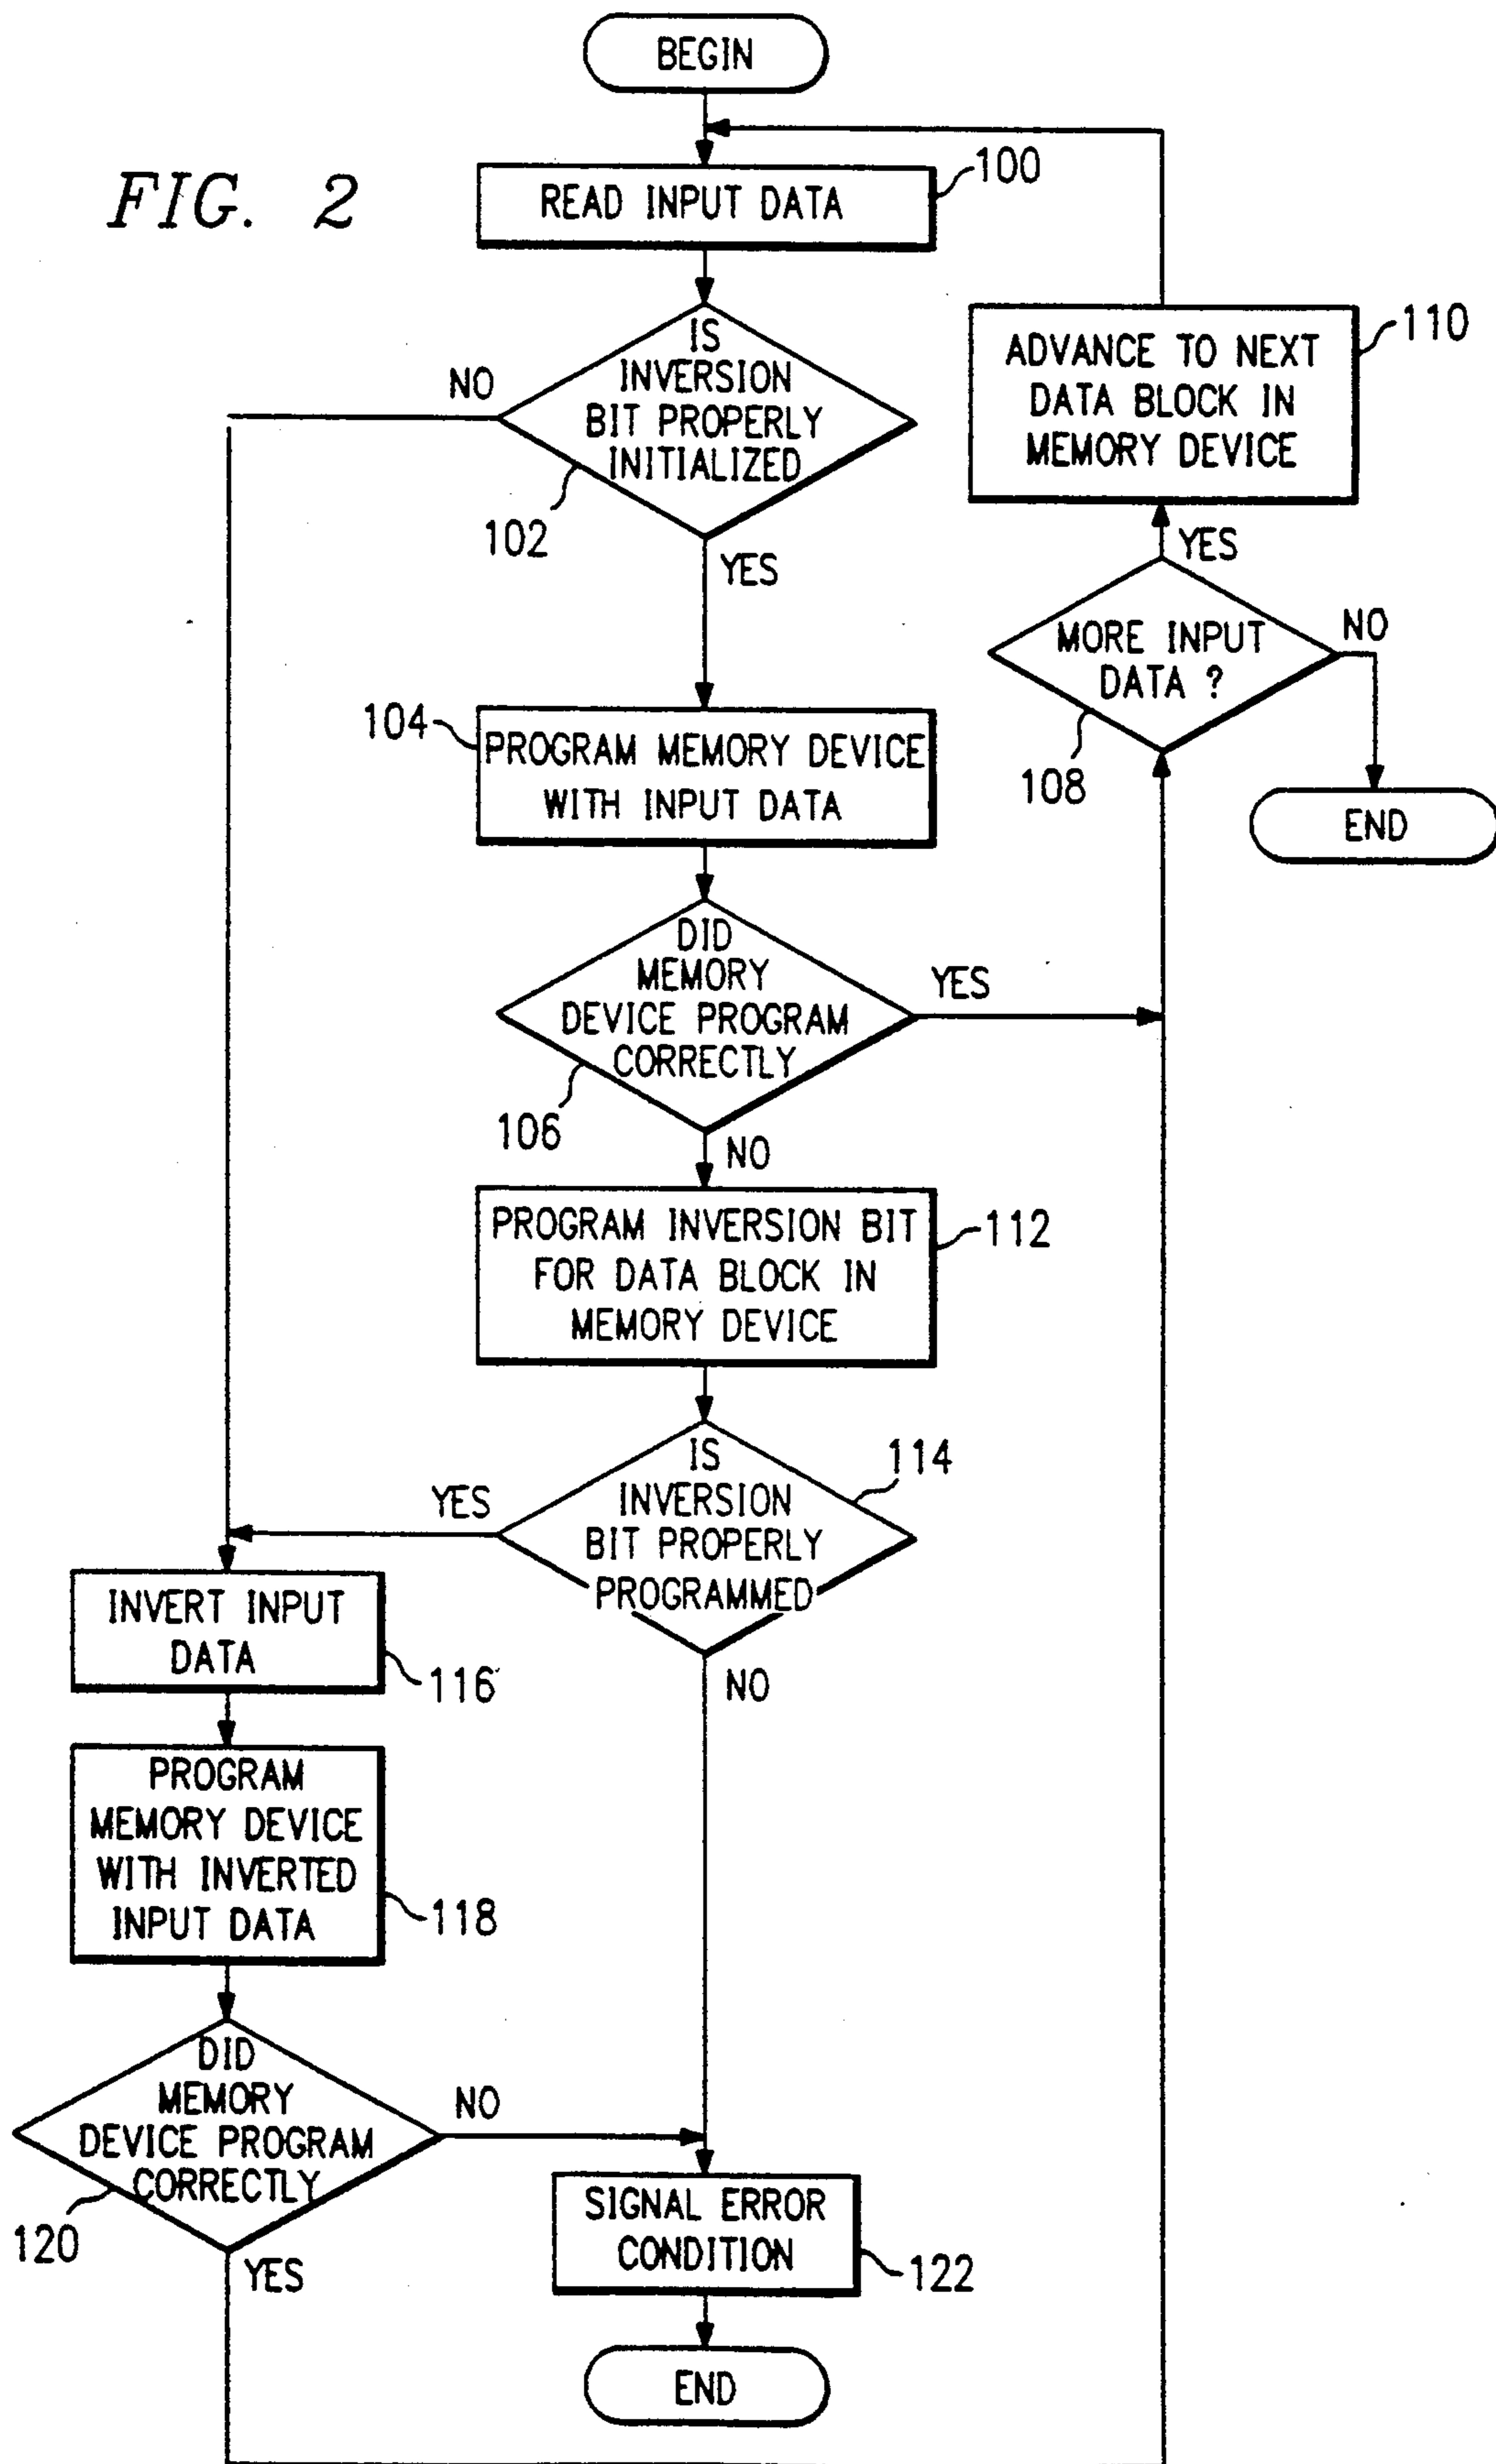 BEGIN
FIG. 2
READ INPUT DATA
100
IS
INVERSION
BIT PROPERLY
INITIALIZED
NO
102
YES
ADVANCE TO NEXT
DATA BLOCK IN
MEMORY DEVICE
110
YES
MORE INPUT
DATA ?
NO
108
END
104
PROGRAM MEMORY DEVICE
WITH INPUT DATA
DID
MEMORY
DEVICE PROGRAM
CORRECTLY
YES
106
NO
PROGRAM INVERSION BIT
FOR DATA BLOCK IN
MEMORY DEVICE
112
IS
INVERSION
BIT PROPERLY
PROGRAMMED
114
YES
NO
INVERT INPUT
DATA
116
PROGRAM
MEMORY DEVICE
WITH INVERTED
INPUT DATA
118
DID
MEMORY
DEVICE PROGRAM
CORRECTLY
NO
120
YES
SIGNAL ERROR
CONDITION
122
END